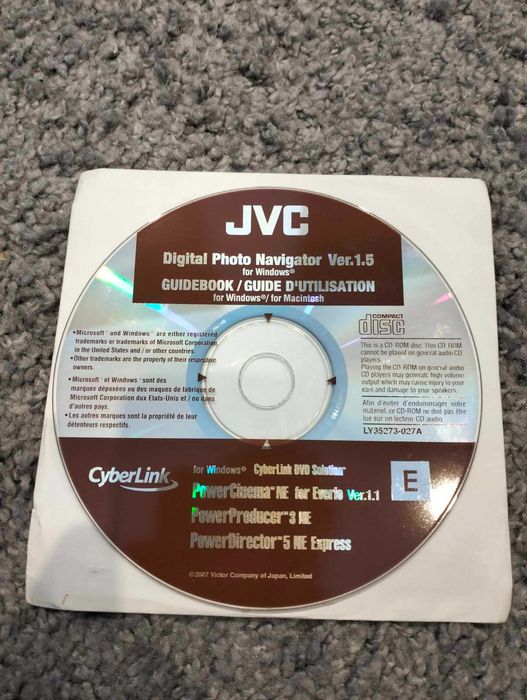 JVC
Digital Photo Navigator Ver.1.5
for Windows®
GUIDEBOOK / GUIDE D'UTILISATION
for Windows®/ for Macintosh
• Microsoft® and Windows® are either registered
trademarks or trademarks of Microsoft Corporation
in the United States and / or other countries.
• Other trademarks are the property of their respective
owners.
• Microsoft® et Windows® sont des
marques déposées ou des marques de fabrique de
Microsoft Corporation aux Etats-Unis et / ou dans
d'autres pays.
• Les autres marques sont la propriété de leur
détenteurs respectifs.
COMPACT
disc
This is a CD-ROM disc. This CD-ROM
cannot be played on general audio CD
players.
Playing the CD-ROM on general audio
CD players may generate high volume
output which may cause injury to your
ears and damage to your equipment.
Afin d'éviter d'endommager votre
matériel, ce CD-ROM ne doit pas être
lue sur un lecteur CD audio.
LY35273-027A
CyberLink
for Windows® CyberLink DVD Solution™
PowerCinema™ NE for Everio Ver.1.1
PowerProducer™ 3 NE
PowerDirector™ 5 NE Express
E
©2007 Victor Company of Japan, Limited